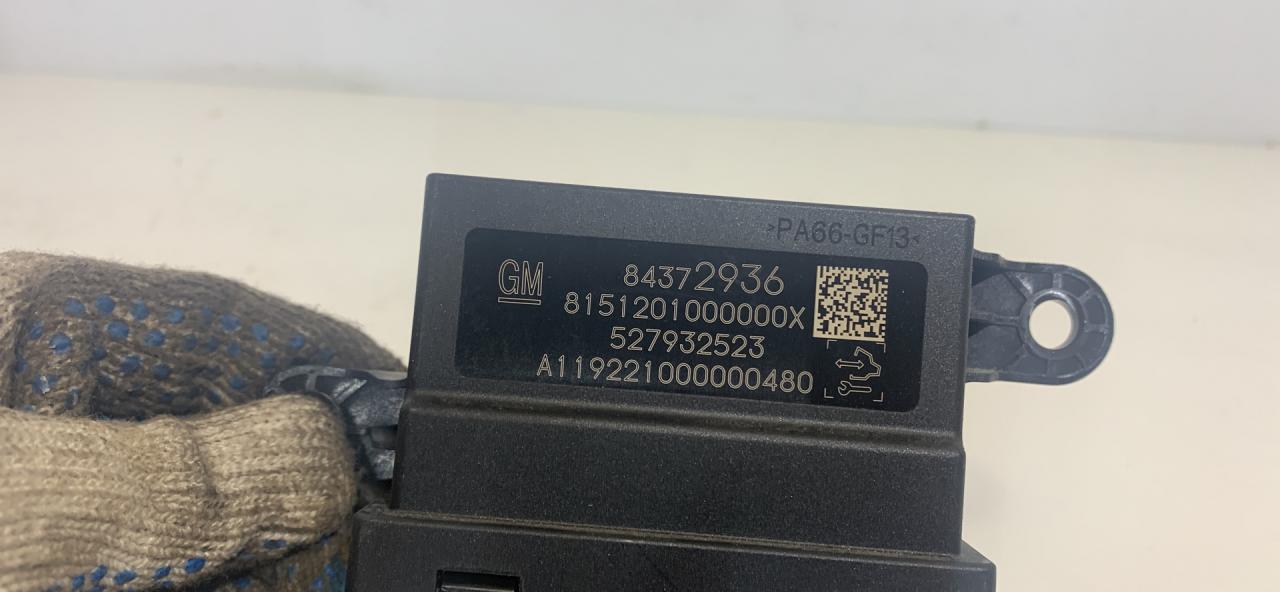 >PA66-GF13<
GM
84372936
8151201000000X
527932523
A119221000000480